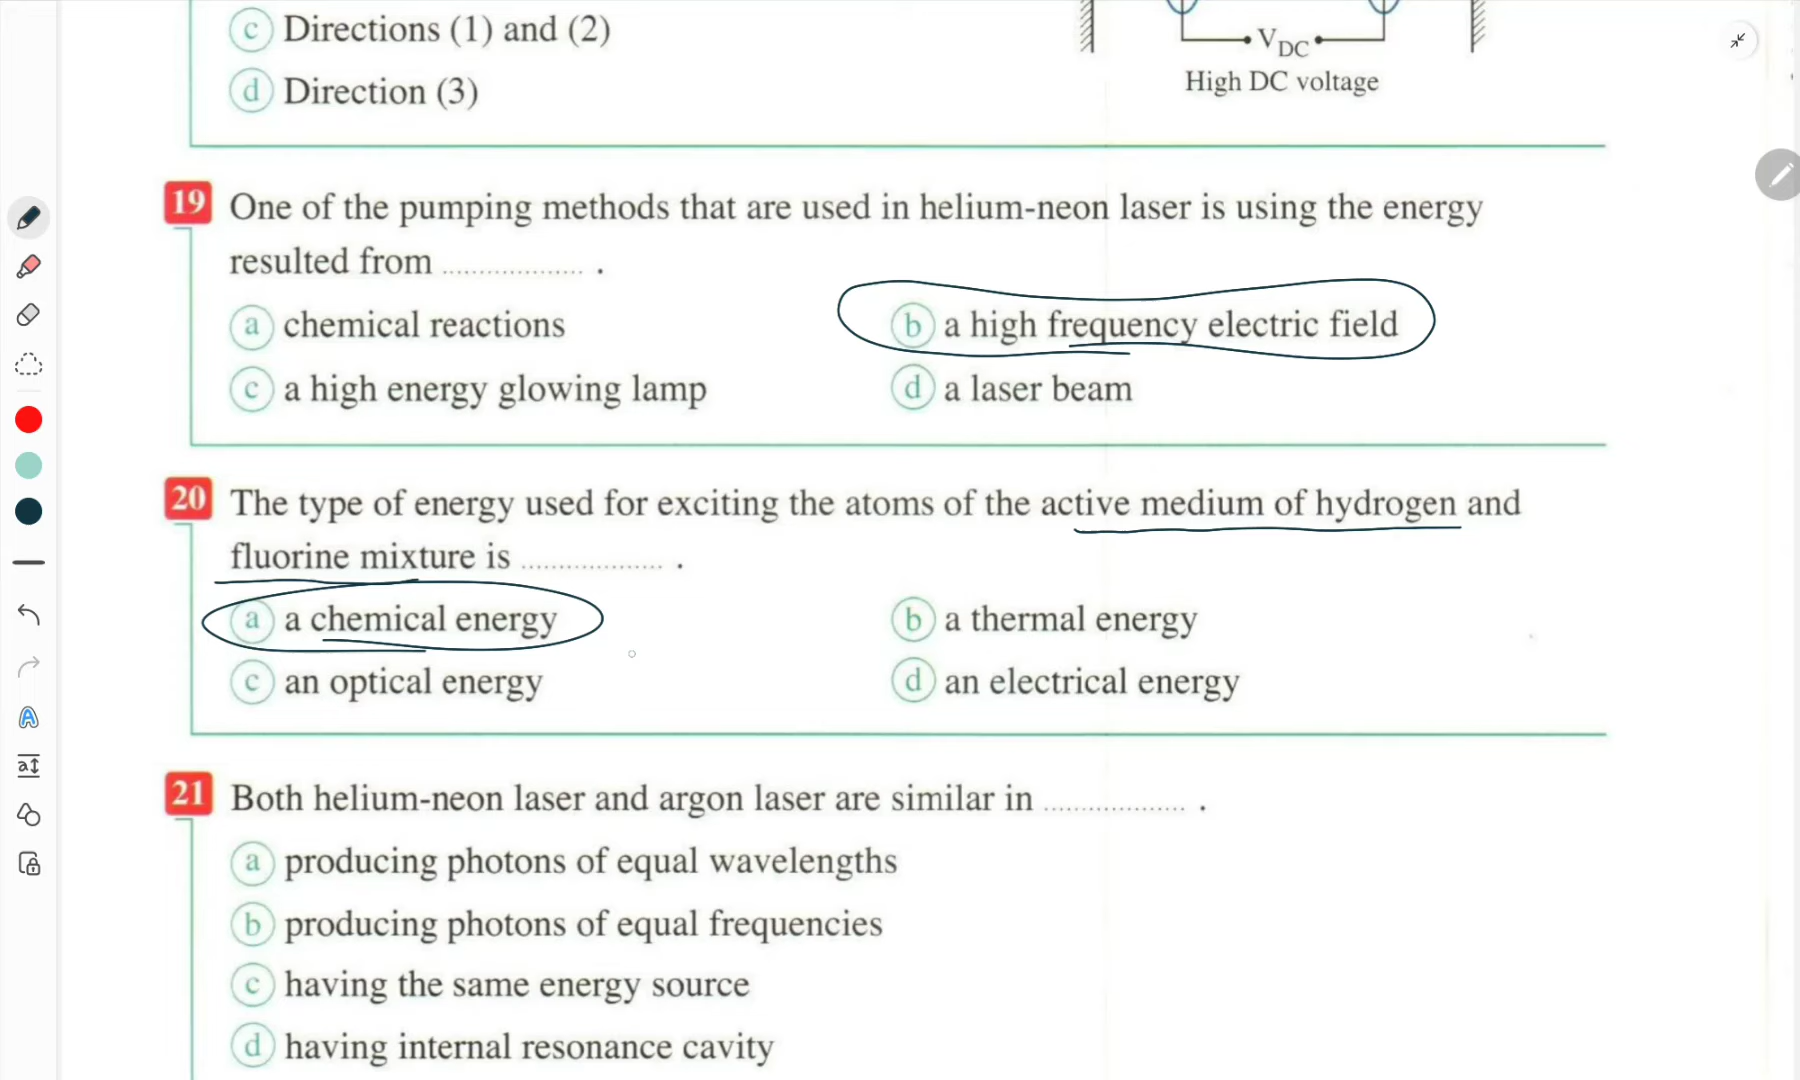 c Directions (1) and (2)
d Direction (3)
VDC
High DC voltage
19 One of the pumping methods that are used in helium-neon laser is using the energy
resulted from .................. .
a chemical reactions
b a high frequency electric field
c a high energy glowing lamp
d a laser beam
20 The type of energy used for exciting the atoms of the active medium of hydrogen and
fluorine mixture is .................. .
a a chemical energy
b a thermal energy
c an optical energy
d an electrical energy
21 Both helium-neon laser and argon laser are similar in .................. .
a producing photons of equal wavelengths
b producing photons of equal frequencies
c having the same energy source
d having internal resonance cavity
A
a